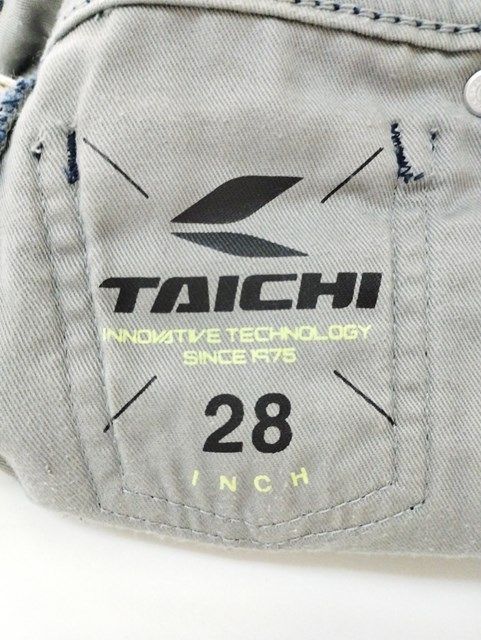 TAICHI
INNOVATIVE TECHNOLOGY
SINCE 1975
28
INCH